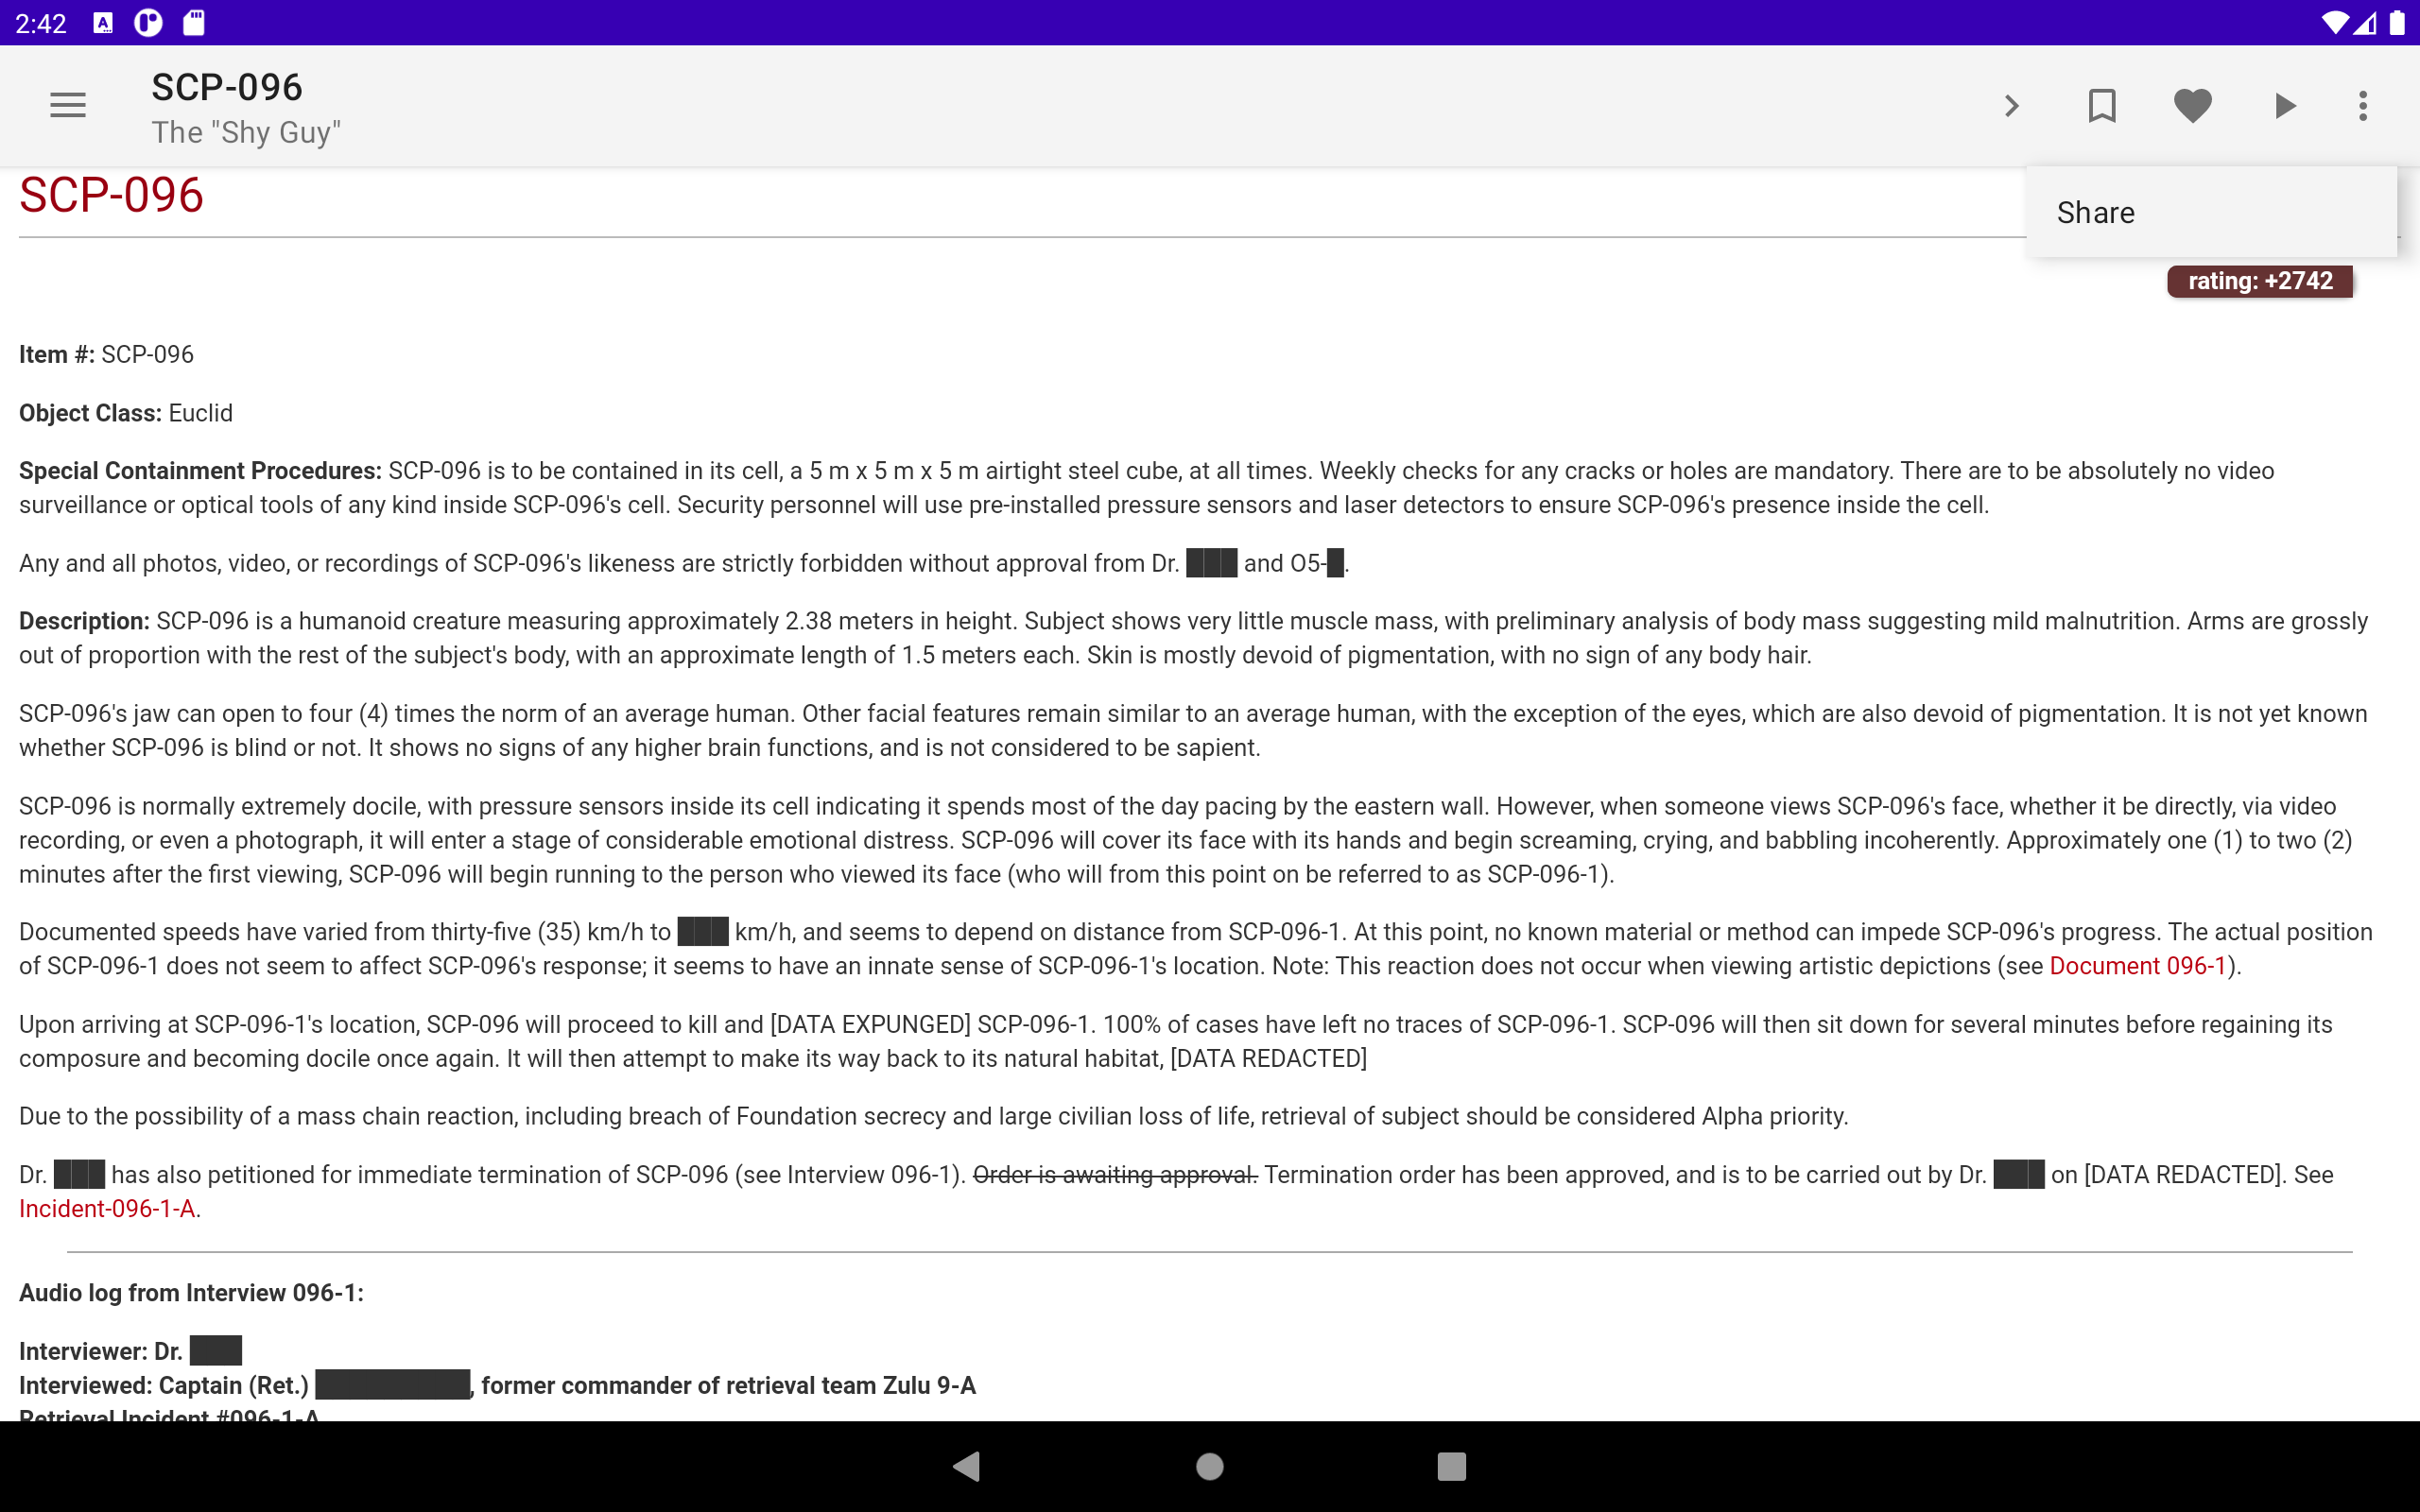 2:42
SCP-096
The "Shy Guy"
Share
SCP-096
rating: +2742
Item #: SCP-096
Object Class: Euclid
Special Containment Procedures: SCP-096 is to be contained in its cell, a 5 m x 5 m x 5 m airtight steel cube, at all times. Weekly checks for any cracks or holes are mandatory. There are to be absolutely no video
surveillance or optical tools of any kind inside SCP-096's cell. Security personnel will use pre-installed pressure sensors and laser detectors to ensure SCP-096's presence inside the cell.
Any and all photos, video, or recordings of SCP-096's likeness are strictly forbidden without approval from Dr. ███ and O5-█.
Description: SCP-096 is a humanoid creature measuring approximately 2.38 meters in height. Subject shows very little muscle mass, with preliminary analysis of body mass suggesting mild malnutrition. Arms are grossly
out of proportion with the rest of the subject's body, with an approximate length of 1.5 meters each. Skin is mostly devoid of pigmentation, with no sign of any body hair.
SCP-096's jaw can open to four (4) times the norm of an average human. Other facial features remain similar to an average human, with the exception of the eyes, which are also devoid of pigmentation. It is not yet known
whether SCP-096 is blind or not. It shows no signs of any higher brain functions, and is not considered to be sapient.
SCP-096 is normally extremely docile, with pressure sensors inside its cell indicating it spends most of the day pacing by the eastern wall. However, when someone views SCP-096's face, whether it be directly, via video
recording, or even a photograph, it will enter a stage of considerable emotional distress. SCP-096 will cover its face with its hands and begin screaming, crying, and babbling incoherently. Approximately one (1) to two (2)
minutes after the first viewing, SCP-096 will begin running to the person who viewed its face (who will from this point on be referred to as SCP-096-1).
Documented speeds have varied from thirty-five (35) km/h to ███ km/h, and seems to depend on distance from SCP-096-1. At this point, no known material or method can impede SCP-096's progress. The actual position
of SCP-096-1 does not seem to affect SCP-096's response; it seems to have an innate sense of SCP-096-1's location. Note: This reaction does not occur when viewing artistic depictions (see Document 096-1).
Upon arriving at SCP-096-1's location, SCP-096 will proceed to kill and [DATA EXPUNGED] SCP-096-1. 100% of cases have left no traces of SCP-096-1. SCP-096 will then sit down for several minutes before regaining its
composure and becoming docile once again. It will then attempt to make its way back to its natural habitat, [DATA REDACTED]
Due to the possibility of a mass chain reaction, including breach of Foundation secrecy and large civilian loss of life, retrieval of subject should be considered Alpha priority.
Dr. ███ has also petitioned for immediate termination of SCP-096 (see Interview 096-1). Order is awaiting approval. Termination order has been approved, and is to be carried out by Dr. ███ on [DATA REDACTED]. See
Incident-096-1-A.
Audio log from Interview 096-1:
Interviewer: Dr. ███
Interviewed: Captain (Ret.) █████████, former commander of retrieval team Zulu 9-A
Retrieval Incident #096-1-A